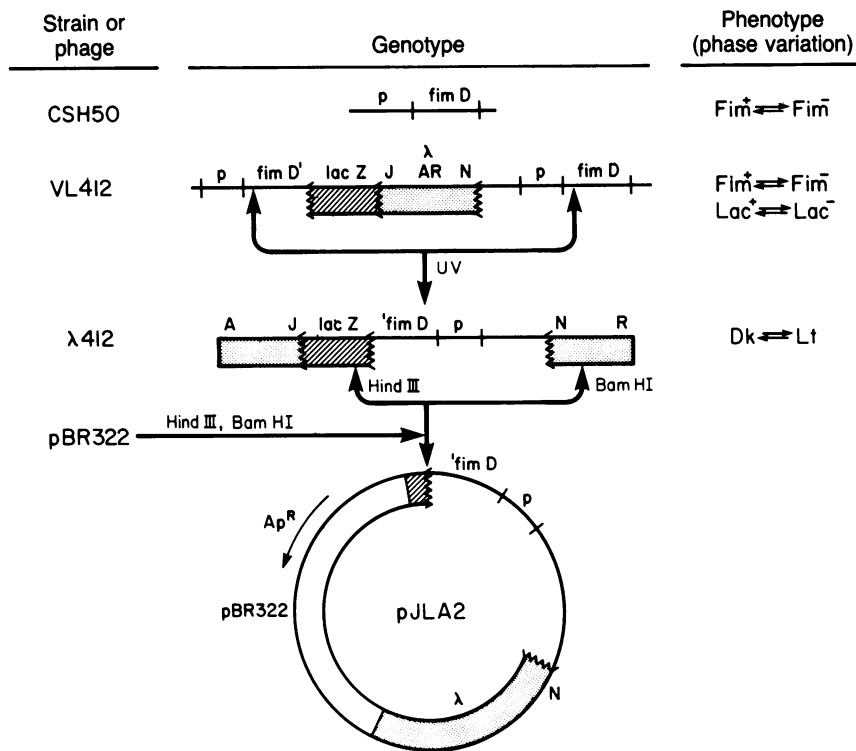 Strain or phage
Genotype
Phenotype (phase variation)
CSH50
p fim D
Fim+ ⇌ Fim−
λ
VL412
p fim D' lac Z J AR N p fim D
Fim+ ⇌ Fim−
Lac+ ⇌ Lac−
UV
λ412
A J lac Z 'fim D p N R
Dk ⇌ Lt
Hind III Bam HI
pBR322
Hind III, Bam HI
'fim D
p
ApR
pBR322
pJLA2
λ
N